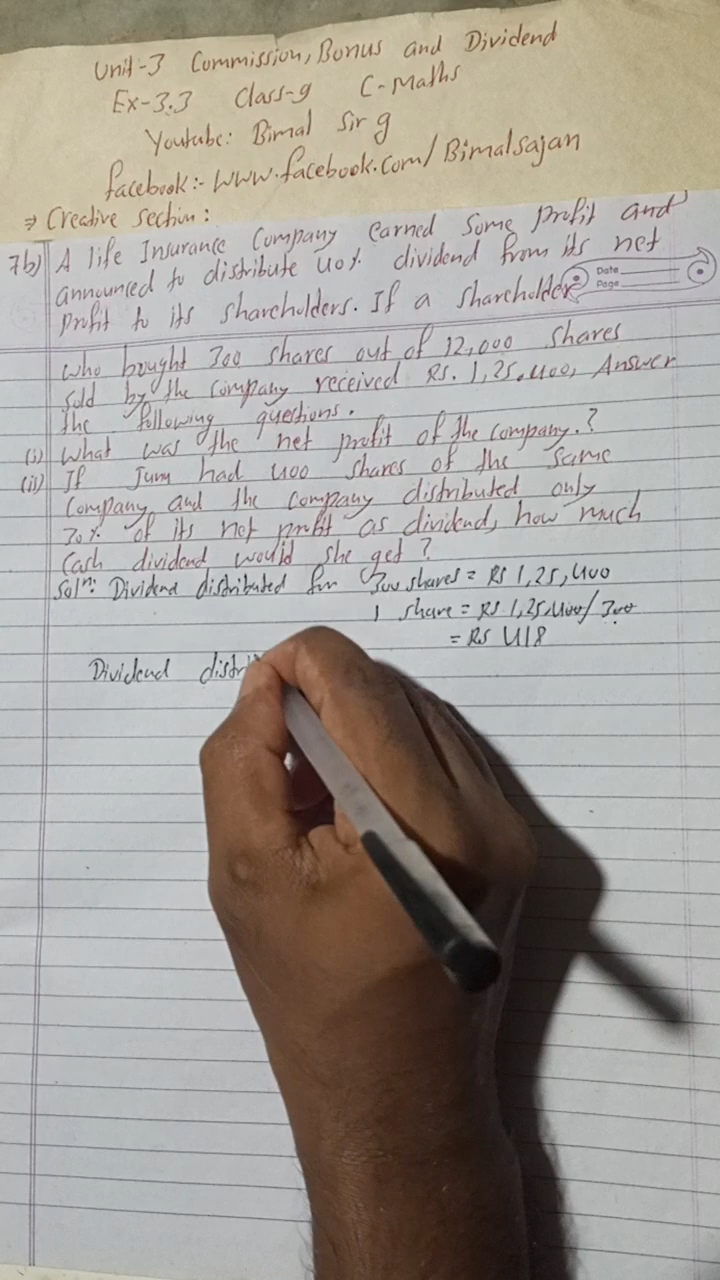 Unit-3 Commission, Bonus and Dividend
Ex-3.3 Class-9 C-Maths
Youtube: Bimal Sir g
facebook:- www.facebook.com/Bimalsajan
⇒ Creative section:
7b) A life Insurance Company earned some profit and
announced to distribute 40% dividend from its net
profit to its shareholders. If a shareholder
Date
Page
who bought 300 shares out of 12,000 shares
sold by the company received Rs. 1,25,400, Answer
the following questions.
(i) What was the net profit of the company.?
(ii) If Junu had 400 shares of the same
Company and the company distributed only
30% of its net profit as dividend, how much
Cash dividend would she get?
Solⁿ: Dividend distributed for 300 shares = Rs 1,25,400
1 share = Rs 1,25,400/300
= Rs 418
Dividend distri